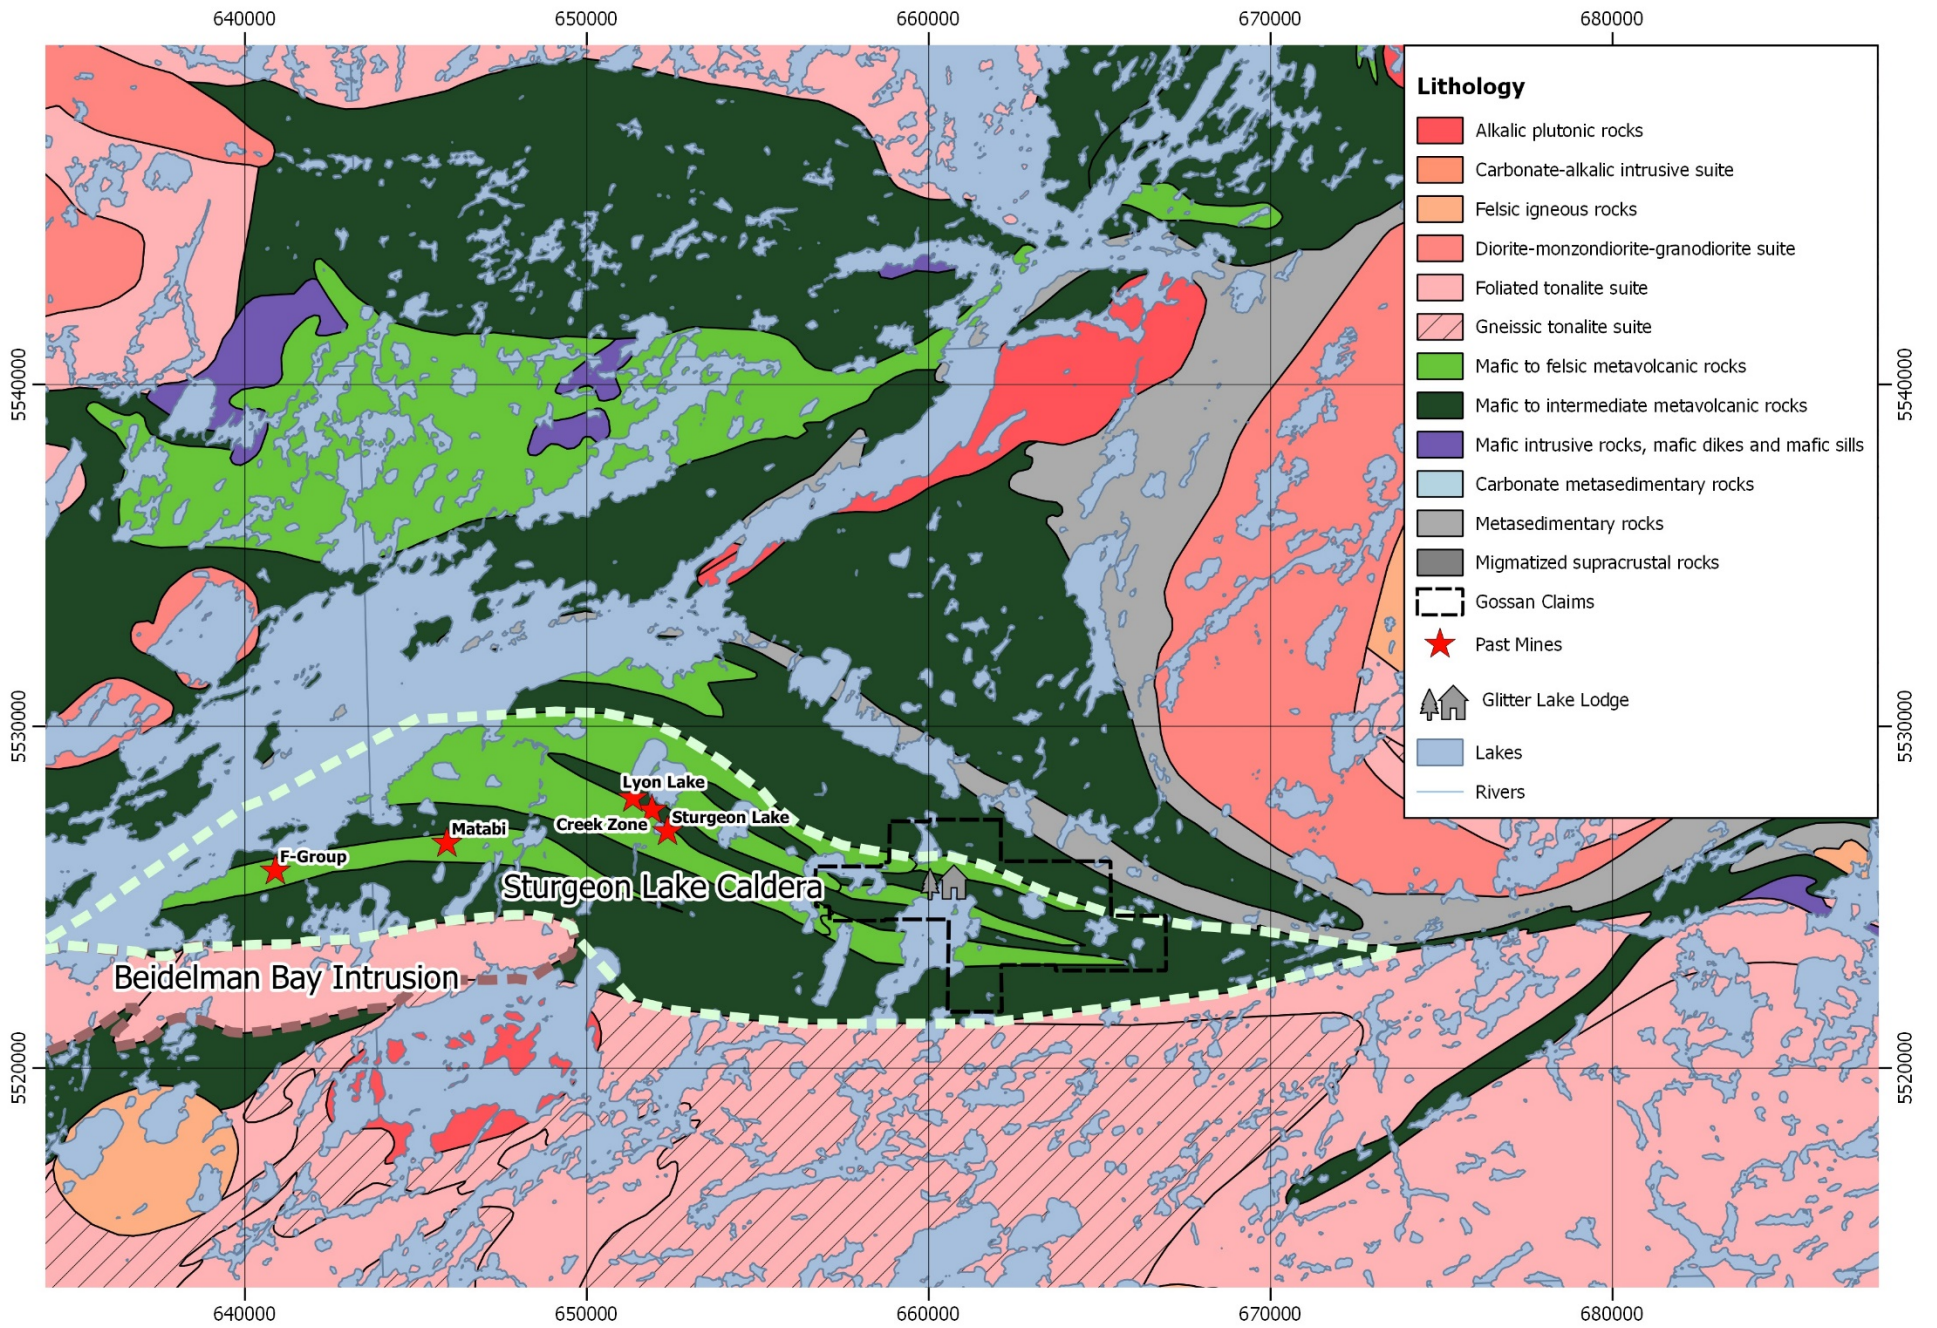 640000 650000 660000 670000 680000
Lithology
Alkalic plutonic rocks
Carbonate-alkalic intrusive suite
Felsic igneous rocks
Diorite-monzondiorite-granodiorite suite
Foliated tonalite suite
Gneissic tonalite suite
Mafic to felsic metavolcanic rocks
Mafic to intermediate metavolcanic rocks
Mafic intrusive rocks, mafic dikes and mafic sills
Carbonate metasedimentary rocks
Metasedimentary rocks
Migmatized supracrustal rocks
Gossan Claims
Past Mines
Glitter Lake Lodge
Lakes
Rivers
5540000
5540000
5530000
5530000
5520000
5520000
Lyon Lake
Sturgeon Lake
Creek Zone
Matabi
F-Group
Sturgeon Lake Caldera
Beidelman Bay Intrusion
640000 650000 660000 670000 680000